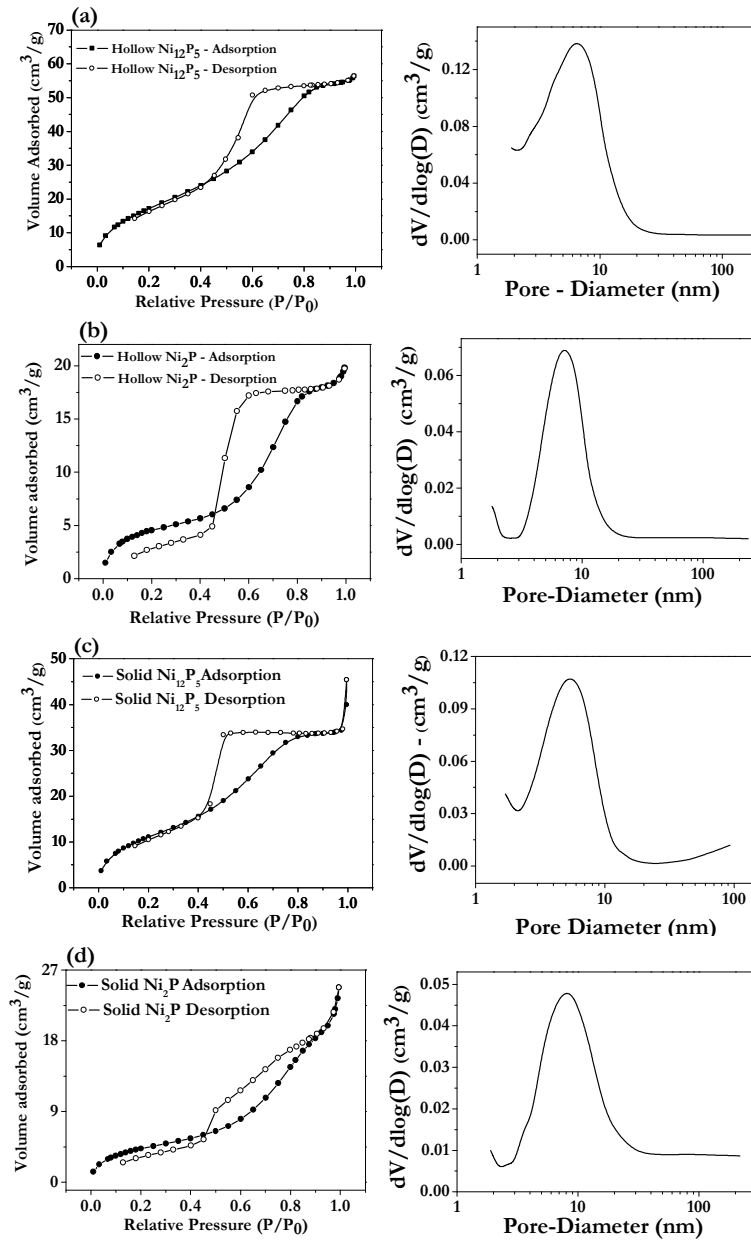 (a)
Hollow Ni₁₂P₅ - Adsorption
Hollow Ni₁₂P₅ - Desorption
Volume Adsorbed (cm³/g)
70
60
50
40
30
20
10
0
0.0 0.2 0.4 0.6 0.8 1.0
Relative Pressure (P/P₀)
dV/dlog(D) (cm³/g)
0.12
0.08
0.04
0.00
1 10 100
Pore - Diameter (nm)
(b)
Hollow Ni₂P - Adsorption
Hollow Ni₂P - Desorption
Volume adsorbed (cm³/g)
20
15
10
5
0
0.0 0.2 0.4 0.6 0.8 1.0
Relative Pressure (P/P₀)
dV/dlog(D) (cm³/g)
0.06
0.04
0.02
0.00
1 10 100
Pore-Diameter (nm)
(c)
Solid Ni₁₂P₅ Adsorption
Solid Ni₁₂P₅ Desorption
Volume adsorbed (cm³/g)
50
40
30
20
10
0
0.0 0.2 0.4 0.6 0.8 1.0
Relative Pressure (P/P₀)
dV/dlog(D) - (cm³/g)
0.12
0.09
0.06
0.03
0.00
1 10 100
Pore Diameter (nm)
(d)
Solid Ni₂P Adsorption
Solid Ni₂P Desorption
Volume adsorbed (cm³/g)
27
18
9
0
0.0 0.2 0.4 0.6 0.8 1.0
Relative Pressure (P/P₀)
dV/dlog(D) (cm³/g)
0.05
0.04
0.03
0.02
0.01
0.00
1 10 100
Pore-Diameter (nm)